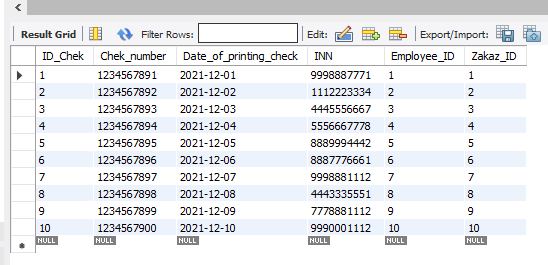 Result Grid Filter Rows: Edit: Export/Import:
ID_Chek Chek_number Date_of_printing_check INN Employee_ID Zakaz_ID
1 1234567891 2021-12-01 9998887771 1 1
2 1234567892 2021-12-02 1112223334 2 2
3 1234567893 2021-12-03 4445556667 3 3
4 1234567894 2021-12-04 5556667778 4 4
5 1234567895 2021-12-05 8889994442 5 5
6 1234567896 2021-12-06 8887776661 6 6
7 1234567897 2021-12-07 9998881112 7 7
8 1234567898 2021-12-08 4443335551 8 8
9 1234567899 2021-12-09 7778881112 9 9
10 1234567900 2021-12-10 9990001112 10 10
NULL NULL NULL NULL NULL NULL